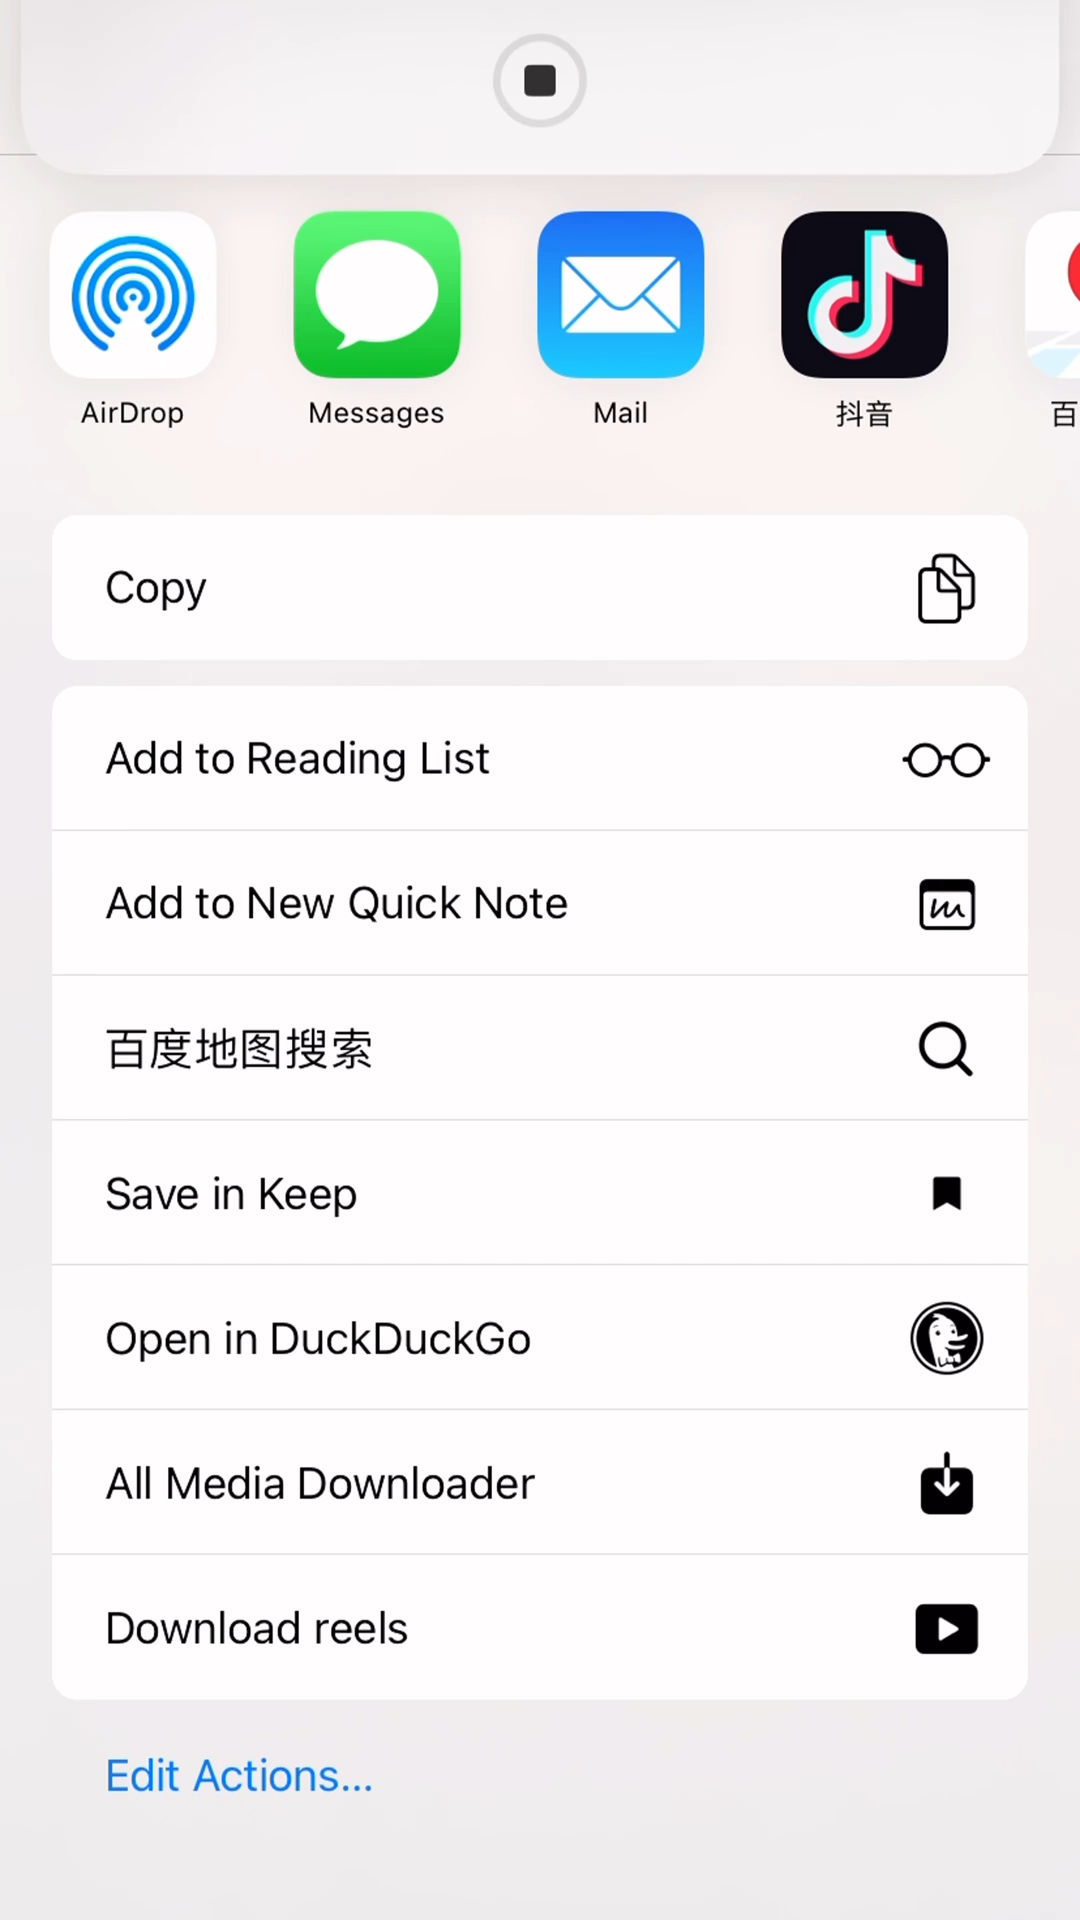 AirDrop
Messages
Mail
抖音
百
Copy
Add to Reading List
Add to New Quick Note
百度地图搜索
Save in Keep
Open in DuckDuckGo
All Media Downloader
Download reels
Edit Actions...